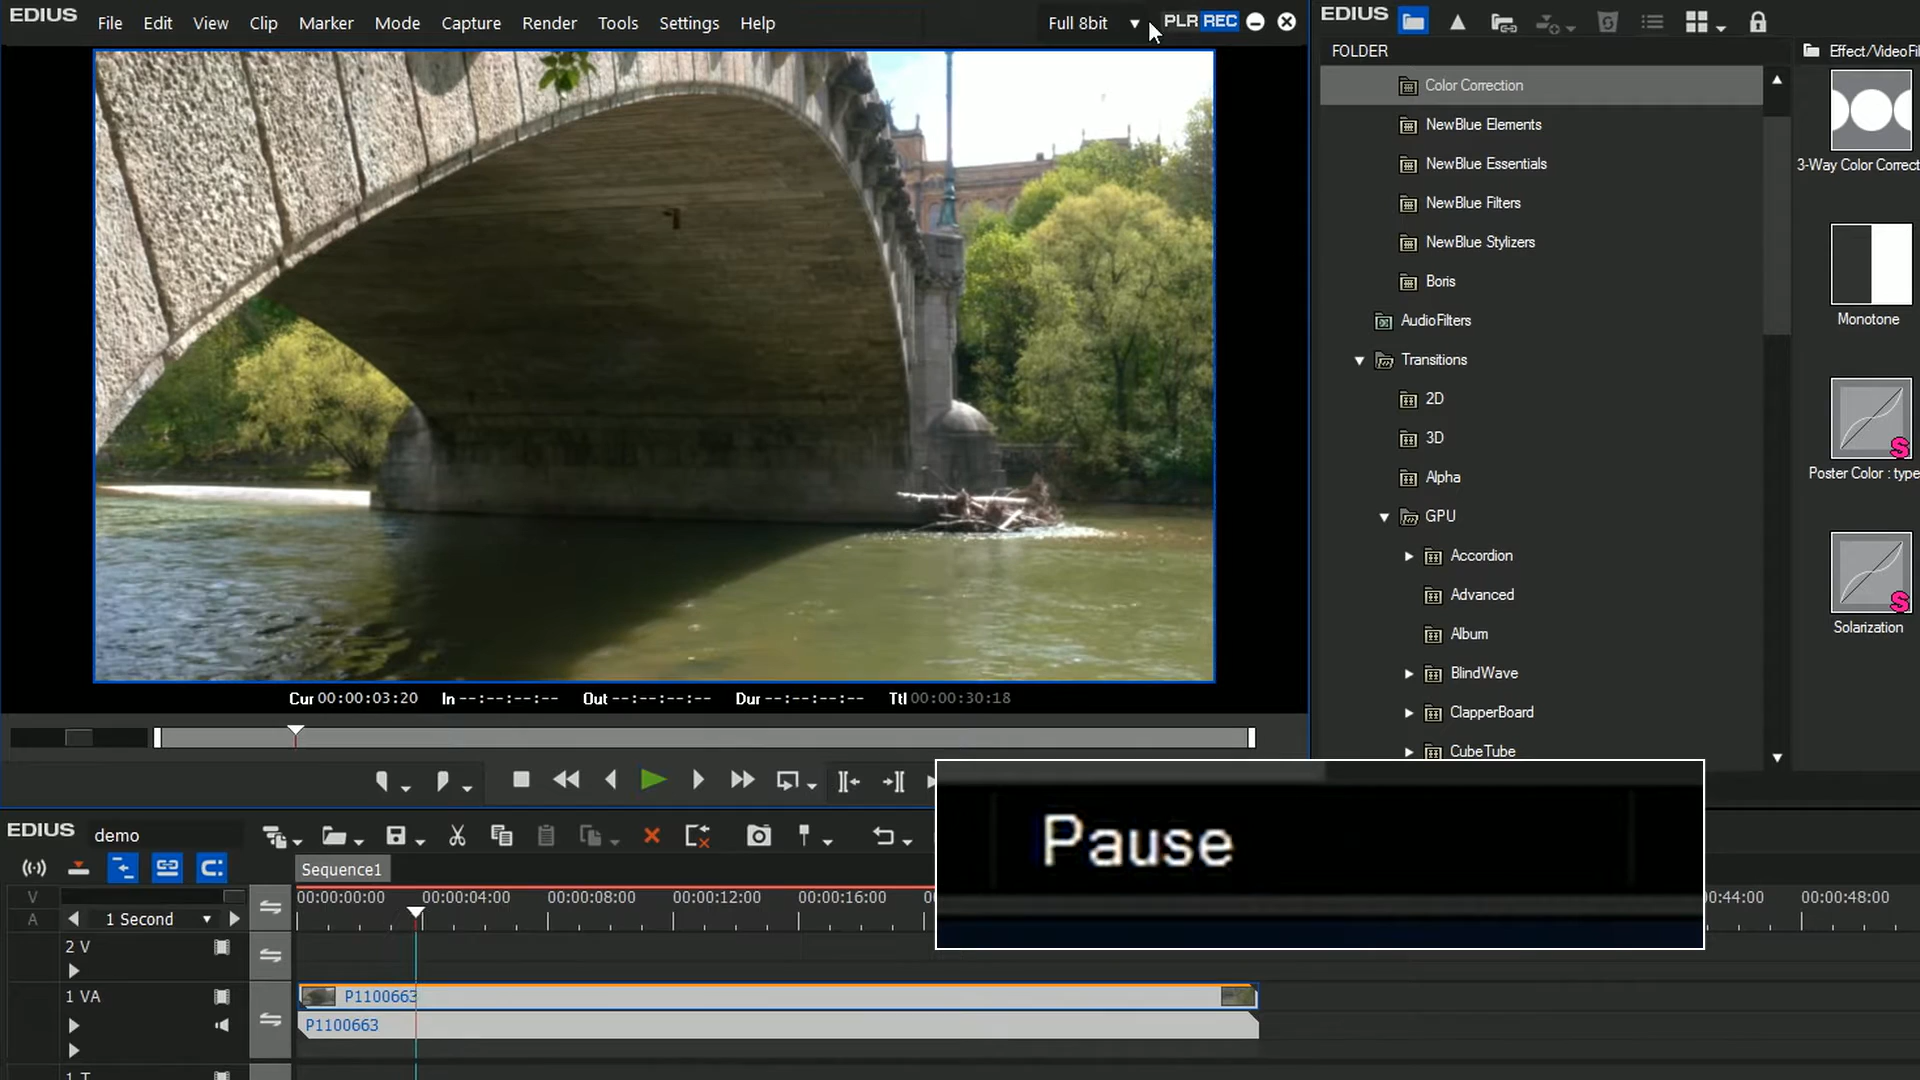 EDIUS File Edit View Clip Marker Mode Capture Render Tools Settings Help Full 8bit PLR REC
EDIUS
FOLDER
Effect/VideoFil
Color Correction
NewBlue Elements
NewBlue Essentials
NewBlue Filters
NewBlue Stylizers
Boris
AudioFilters
Transitions
2D
3D
Alpha
GPU
Accordion
Advanced
Album
BlindWave
ClapperBoard
CubeTube
3-Way Color Correct
Monotone
S
Poster Color : type
S
Solarization
Cur 00:00:03:20 In --:--:--:-- Out --:--:--:-- Dur --:--:--:-- Ttl 00:00:30:18
Pause
EDIUS demo
Sequence1
V
A
1 Second
00:00:00:00 00:00:04:00 00:00:08:00 00:00:12:00 00:00:16:00 0:44:00 00:00:48:00
2 V
1 VA
P1100663
P1100663
1 T